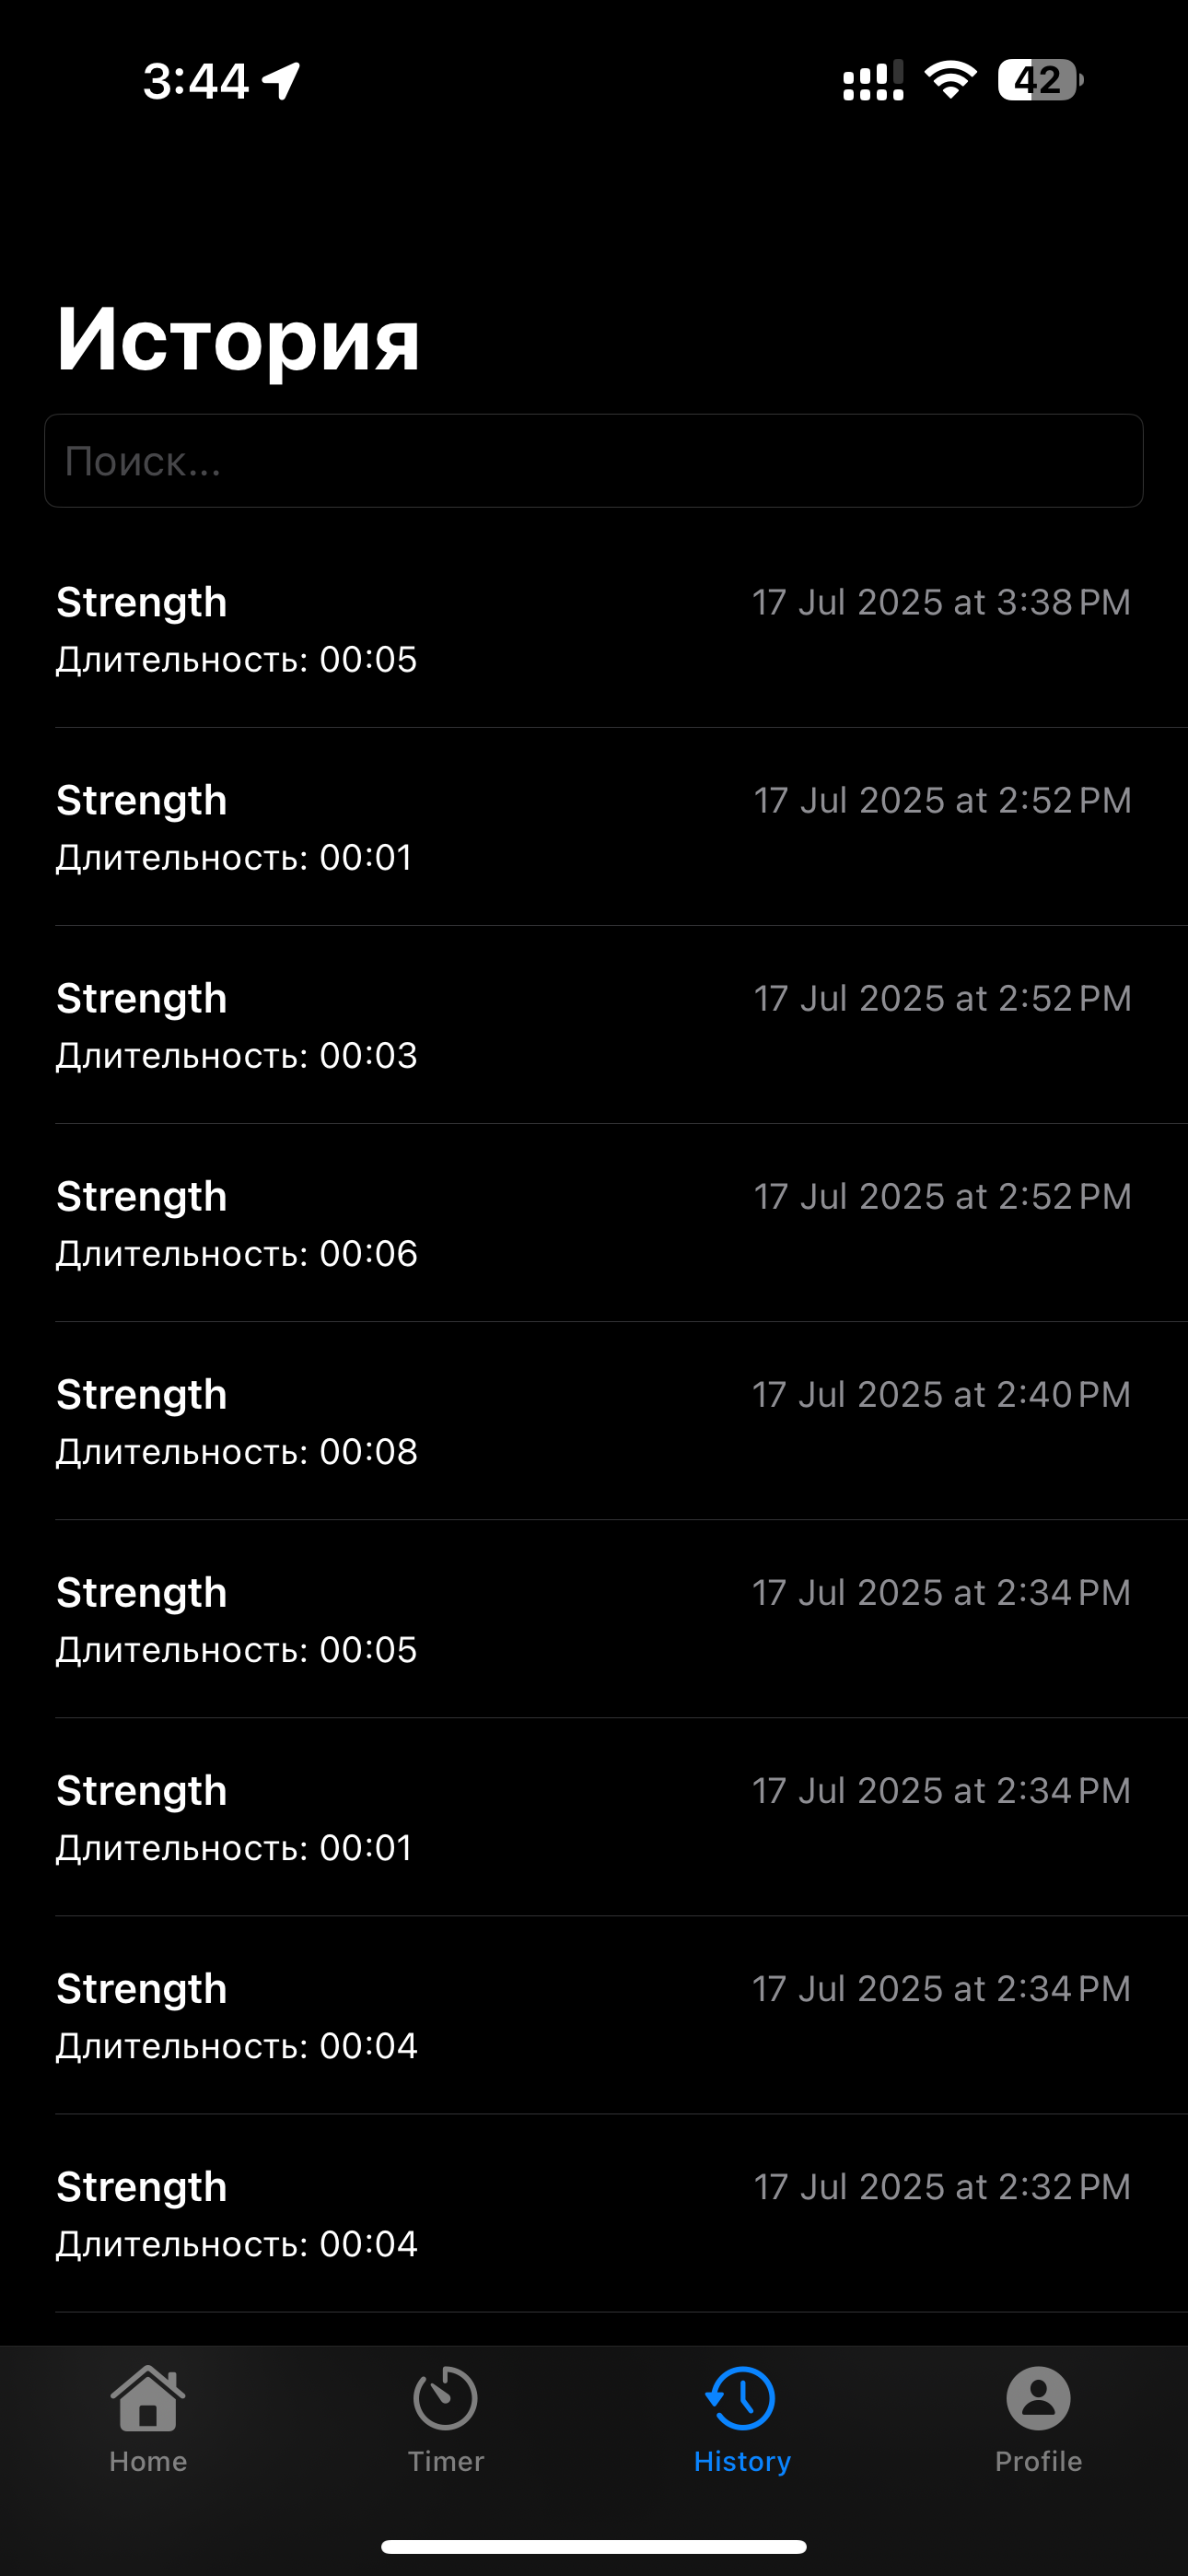 3:44
42
История
Поиск...
Strength 17 Jul 2025 at 3:38 PM
Длительность: 00:05
Strength 17 Jul 2025 at 2:52 PM
Длительность: 00:01
Strength 17 Jul 2025 at 2:52 PM
Длительность: 00:03
Strength 17 Jul 2025 at 2:52 PM
Длительность: 00:06
Strength 17 Jul 2025 at 2:40 PM
Длительность: 00:08
Strength 17 Jul 2025 at 2:34 PM
Длительность: 00:05
Strength 17 Jul 2025 at 2:34 PM
Длительность: 00:01
Strength 17 Jul 2025 at 2:34 PM
Длительность: 00:04
Strength 17 Jul 2025 at 2:32 PM
Длительность: 00:04
Home Timer History Profile